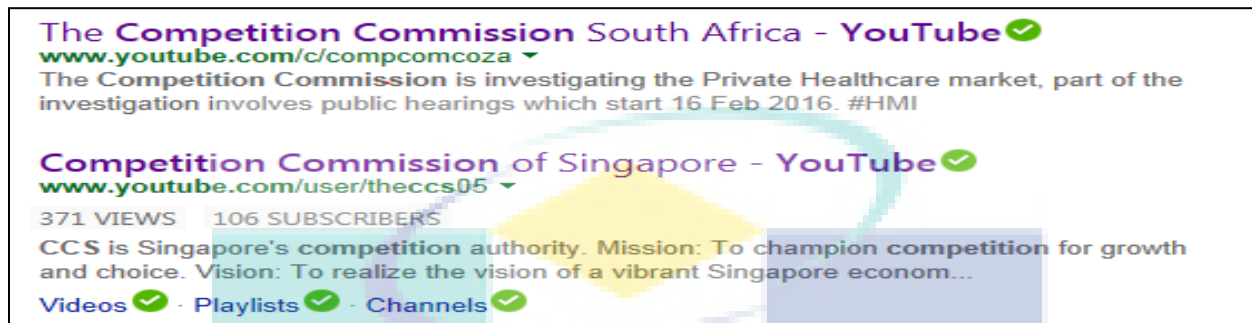 The Competition Commission South Africa - YouTube
www.youtube.com/c/compcomcoza
The Competition Commission is investigating the Private Healthcare market, part of the
investigation involves public hearings which start 16 Feb 2016. #HMI
Competition Commission of Singapore - YouTube
www.youtube.com/user/theccs05
371 VIEWS 106 SUBSCRIBERS
CCS is Singapore's competition authority. Mission: To champion competition for growth
and choice. Vision: To realize the vision of a vibrant Singapore econom...
Videos · Playlists · Channels